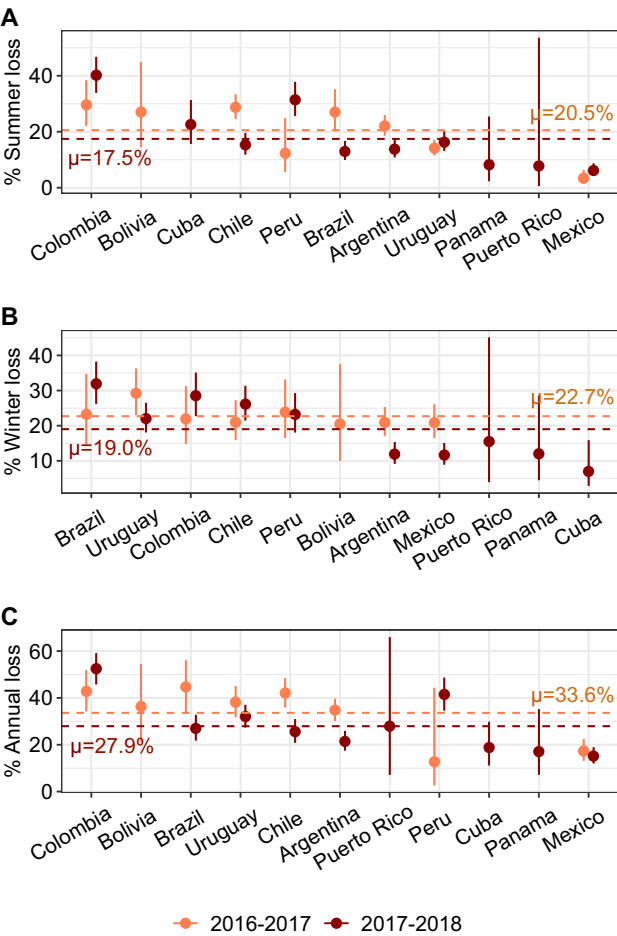 A
% Summer loss
40
20
0
μ=20.5%
μ=17.5%
Colombia
Bolivia
Cuba
Chile
Peru
Brazil
Argentina
Uruguay
Panama
Puerto Rico
Mexico
B
% Winter loss
40
30
20
10
μ=22.7%
μ=19.0%
Brazil
Uruguay
Colombia
Chile
Peru
Bolivia
Argentina
Mexico
Puerto Rico
Panama
Cuba
C
% Annual loss
60
40
20
0
μ=33.6%
μ=27.9%
Colombia
Bolivia
Brazil
Uruguay
Chile
Argentina
Puerto Rico
Peru
Cuba
Panama
Mexico
2016-2017 2017-2018